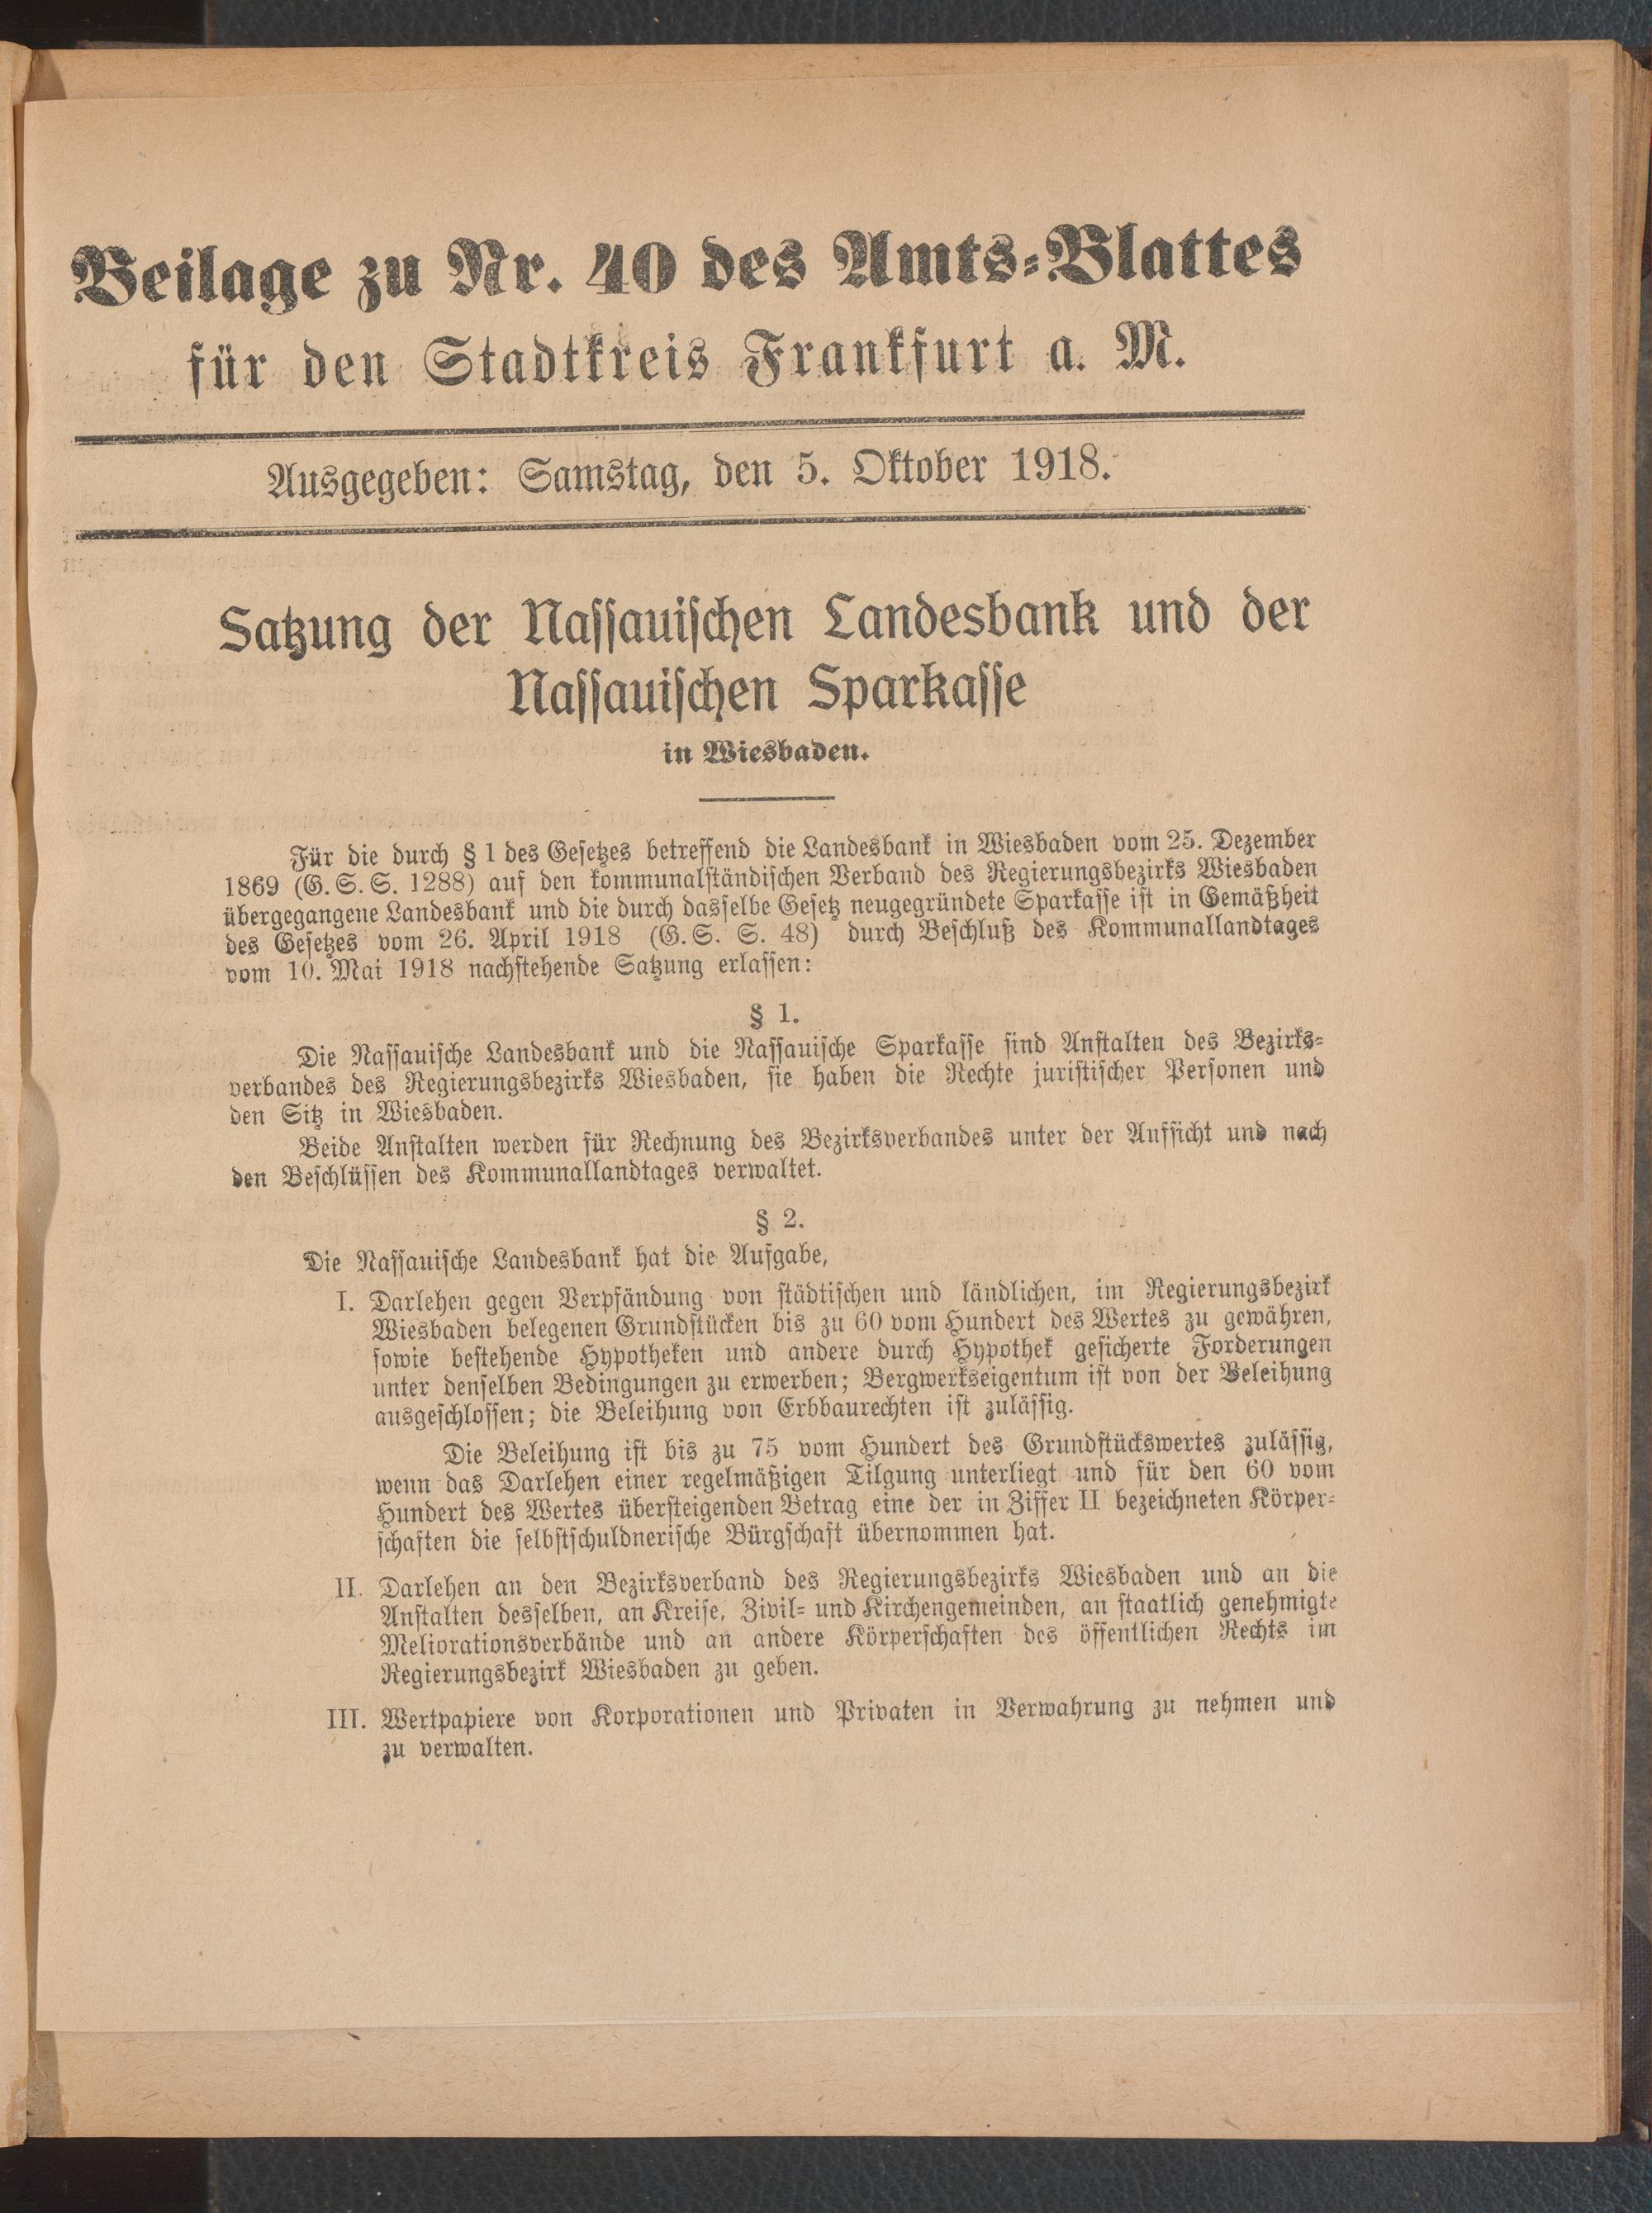 Beilage zu Nr. 40 des Amts-Blattes
für den Stadtkreis Frankfurt a. M.
Ausgegeben: Samstag, den 5. Oktober 1918.
Satzung der Nassauischen Landesbank und der
Nassauischen Sparkasse
in Wiesbaden.
Für die durch § 1 des Gesetzes betreffend die Landesbank in Wiesbaden vom 25. Dezember
1869 (G. S. S. 1288) auf den kommunalständischen Verband des Regierungsbezirks Wiesbaden
übergegangene Landesbank und die durch dasselbe Gesetz neugegründete Sparkasse ist in Gemäßheit
des Gesetzes vom 26. April 1918 (G. S. S. 48) durch Beschluß des Kommunallandtages
vom 10. Mai 1918 nachstehende Satzung erlassen:
§ 1.
Die Nassauische Landesbank und die Nassauische Sparkasse sind Anstalten des Bezirks-
verbandes des Regierungsbezirks Wiesbaden, sie haben die Rechte juristischer Personen und
den Sitz in Wiesbaden.
Beide Anstalten werden für Rechnung des Bezirksverbandes unter der Aufsicht und nach
den Beschlüssen des Kommunallandtages verwaltet.
§ 2.
Die Nassauische Landesbank hat die Aufgabe,
I. Darlehen gegen Verpfändung von städtischen und ländlichen, im Regierungsbezirk
Wiesbaden belegenen Grundstücken bis zu 60 vom Hundert des Wertes zu gewähren,
sowie bestehende Hypotheken und andere durch Hypothek gesicherte Forderungen
unter denselben Bedingungen zu erwerben; Bergwerkseigentum ist von der Beleihung
ausgeschlossen; die Beleihung von Erbbaurechten ist zulässig.
Die Beleihung ist bis zu 75 vom Hundert des Grundstückswertes zulässig,
wenn das Darlehen einer regelmäßigen Tilgung unterliegt und für den 60 vom
Hundert des Wertes übersteigenden Betrag eine der in Ziffer II bezeichneten Körper-
schaften die selbstschuldnerische Bürgschaft übernommen hat.
II. Darlehen an den Bezirksverband des Regierungsbezirks Wiesbaden und an die
Anstalten desselben, an Kreise, Zivil- und Kirchengemeinden, an staatlich genehmigte
Meliorationsverbände und an andere Körperschaften des öffentlichen Rechts im
Regierungsbezirk Wiesbaden zu geben.
III. Wertpapiere von Korporationen und Privaten in Verwahrung zu nehmen und
zu verwalten.